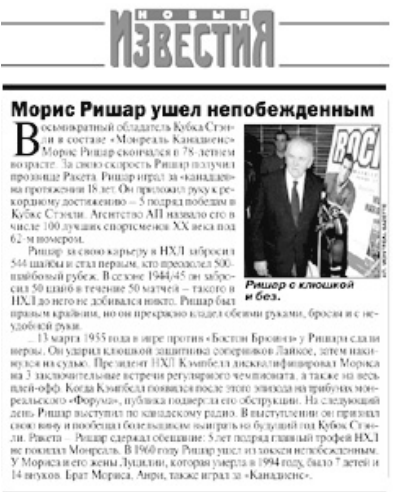 НОВЫЕ
ИЗВЕСТИЯ
Морис Ришар ушел непобежденным
Восьмикратный обладатель Кубка Стэн-
ли в составе «Монреаль Канадиенс»
Морис Ришар скончался в 78-летнем
возрасте. За свою скорость Ришар получил
прозвище Ракета. Ришар играл за «канадцев»
на протяжении 18 лет. Он приложил руку к ре-
кордному достижению – 5 подряд победам в
Кубке Стэнли. Агентство АП назвало его в
числе 100 лучших спортсменов XX века под
62-м номером.
Ришар за свою карьеру в НХЛ забросил
544 шайбы и стал первым, кто преодолел 500-
шайбовый рубеж. В сезоне 1944/45 он забро-
сил 50 шайб в течение 50 матчей – такого в
НХЛ до него не добивался никто. Ришар был
правым крайним, но он прекрасно владел обеими руками, бросая и с не-
удобной руки.
Ришар с клюшкой
и без.
13 марта 1955 года в игре против «Бостон Брюинз» у Ришара сдали
нервы. Он ударил клюшкой защитника соперников Лайкое, затем наки-
нулся на судью. Президент НХЛ Кэмпбелл дисквалифицировал Мориса
на 3 заключительные встречи регулярного чемпионата, а также на весь
плей-офф. Когда Кэмпбелл появился после этого эпизода на трибунах мон-
реальского «Форума», публика подвергла его обструкции. На следующий
день Ришар выступил по канадскому радио. В выступлении он признал
свою вину и пообещал болельщикам выиграть на будущий год Кубок Стэн-
ли. Ракета – Ришар сдержал обещание: 5 лет подряд главный трофей НХЛ
не покидал Монреаль. В 1960 году Ришар ушел из хоккея непобежденным.
У Мориса и его жены Луцилии, которая умерла в 1994 году, было 7 детей и
14 внуков. Брат Мориса, Анри, также играл за «Канадиенс».